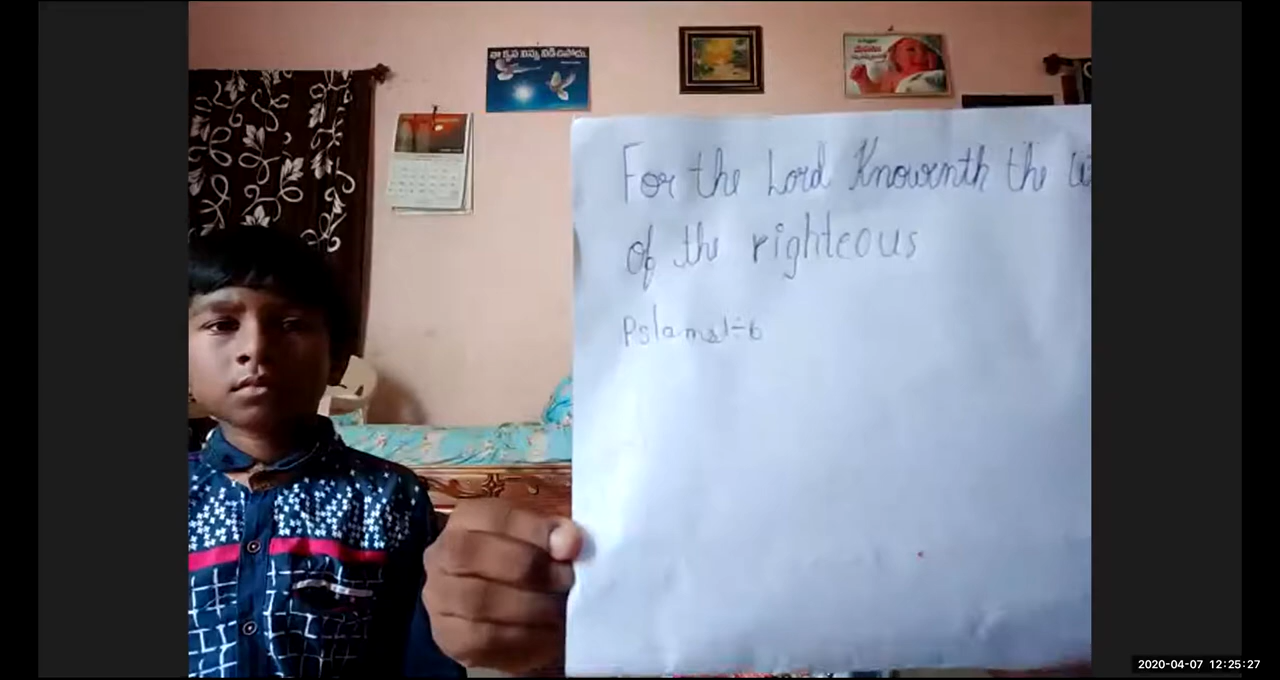 నా కృప నిన్ను విడిచిపోదు.
For the Lord Knowenth the
of the righteous
Pslams1÷6
2020-04-07 12:25:27